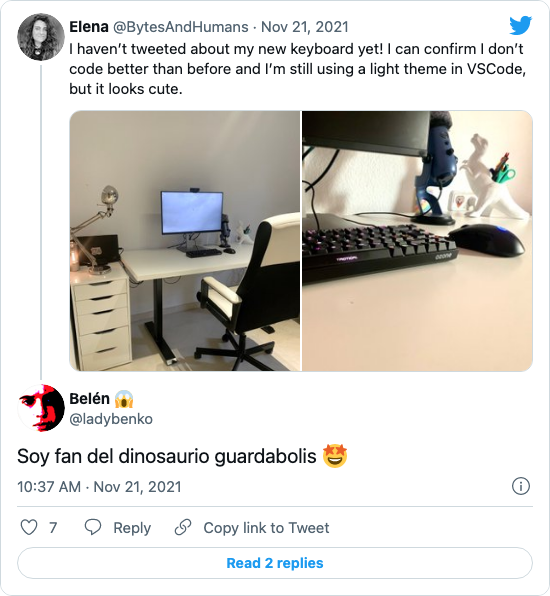 Elena @BytesAndHumans · Nov 21, 2021
I haven’t tweeted about my new keyboard yet! I can confirm I don’t
code better than before and I’m still using a light theme in VSCode,
but it looks cute.
TACTICAL
ozone
Belén 😱
@ladybenko
Soy fan del dinosaurio guardabolis 🤩
10:37 AM · Nov 21, 2021
7 Reply Copy link to Tweet
Read 2 replies